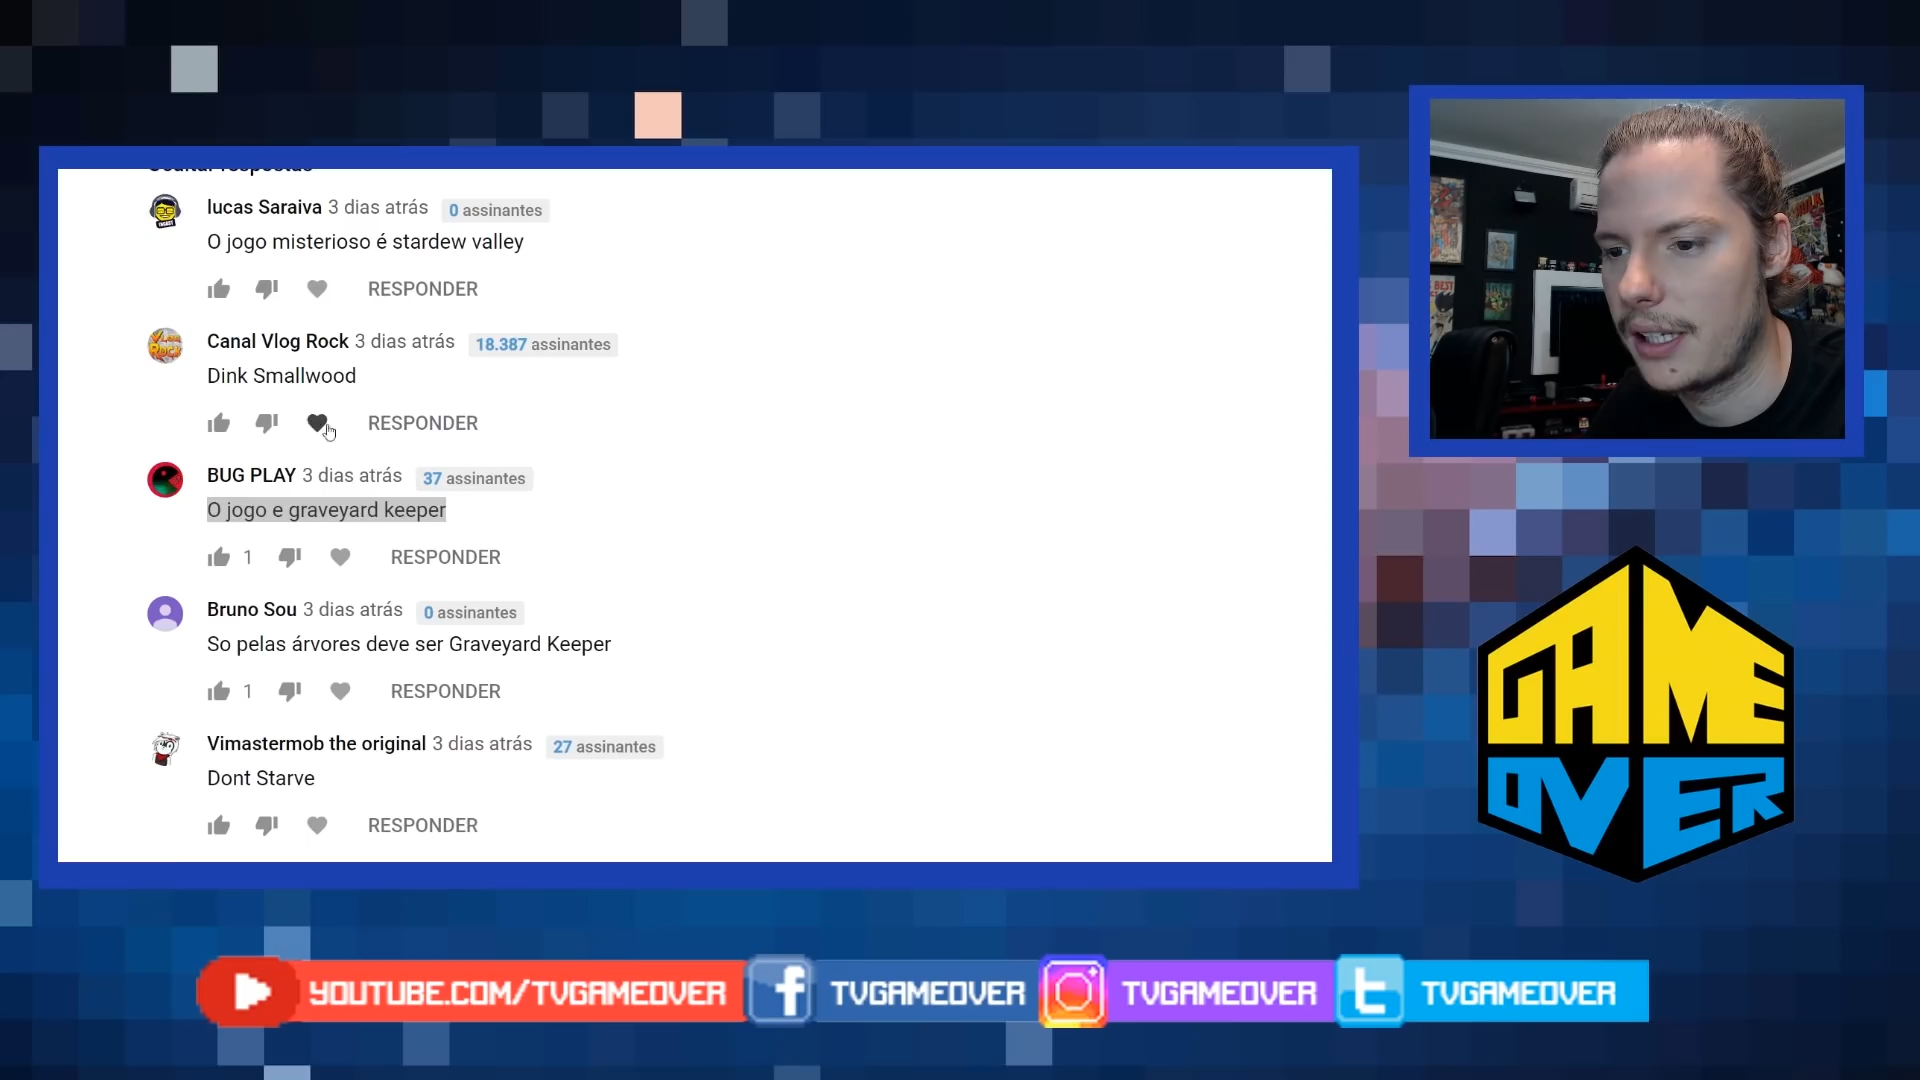 lucas Saraiva 3 dias atrás 0 assinantes
O jogo misterioso é stardew valley
RESPONDER
Canal Vlog Rock 3 dias atrás 18.387 assinantes
Dink Smallwood
RESPONDER
BUG PLAY 3 dias atrás 37 assinantes
O jogo e graveyard keeper
1 RESPONDER
Bruno Sou 3 dias atrás 0 assinantes
So pelas árvores deve ser Graveyard Keeper
1 RESPONDER
Vimastermob the original 3 dias atrás 27 assinantes
Dont Starve
RESPONDER
GAME
OVER
YOUTUBE.COM/TVGAMEOVER TVGAMEOVER TVGAMEOVER TVGAMEOVER